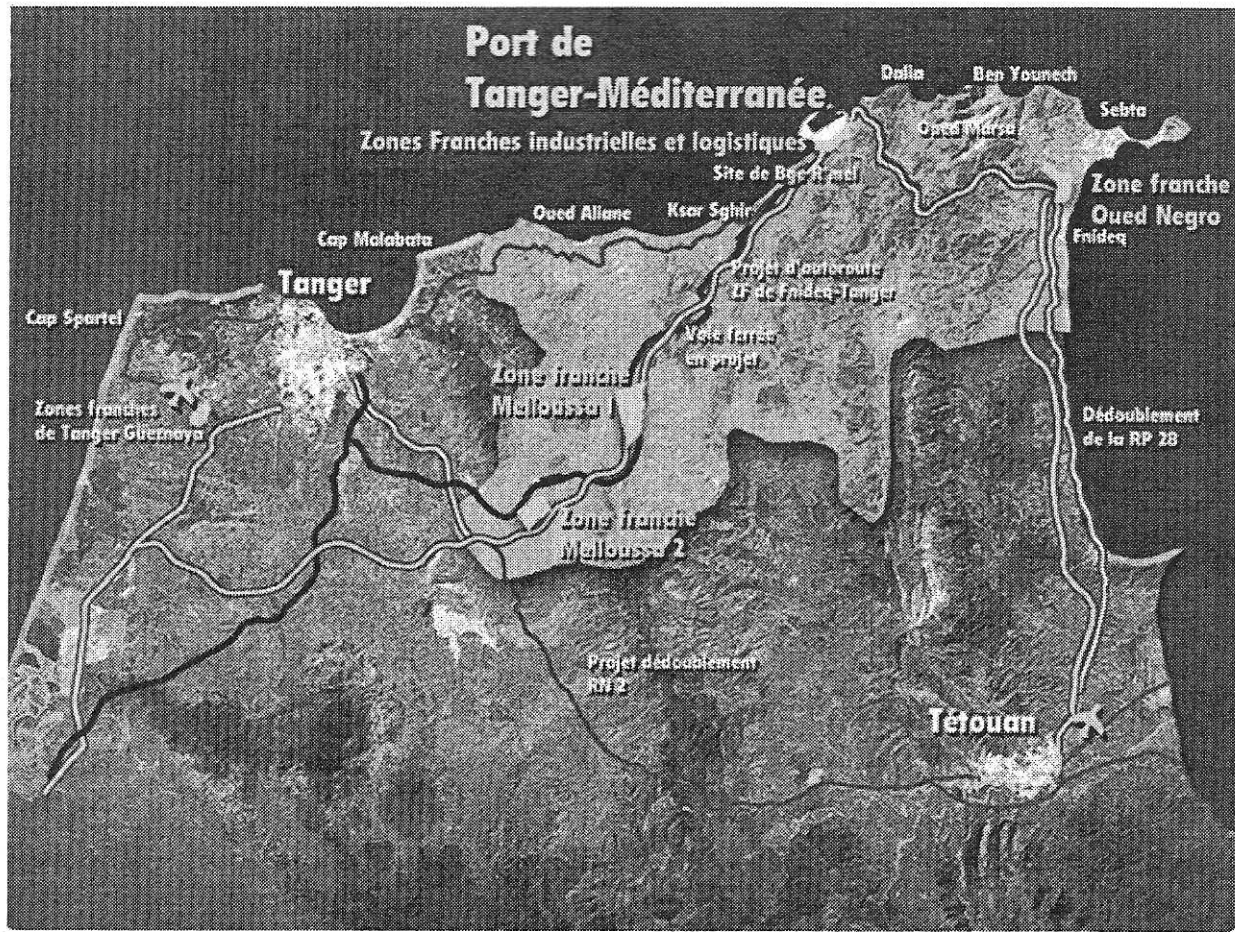 Port de
Tanger-Méditerranée
Zones Franches industrielles et logistiques
Dalia
Ben Younech
Sebta
Oued Marsa
Site de Bge R'mel
Zone franche
Oued Negro
Oued Aliane
Ksar Sghir
Fnideq
Cap Malabata
Projet d'autoroute
ZF de Fnideq-Tanger
Tanger
Cap Spartel
Voie ferrée
en projet
Zone franche
Melloussa 1
Zones franches
de Tanger Gueznaya
Dédoublement
de la RP 28
Zone franche
Melloussa 2
Projet dédoublement
RN 2
Tétouan